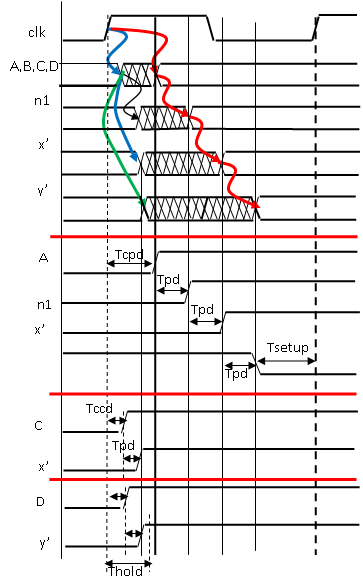 clk
A,B,C,D
n1
x'
Y'
A
Tcpd
Tpd
n1
Tpd
x'
Tsetup
Tpd
Tccd
C
Tpd
x'
D
y'
Thold